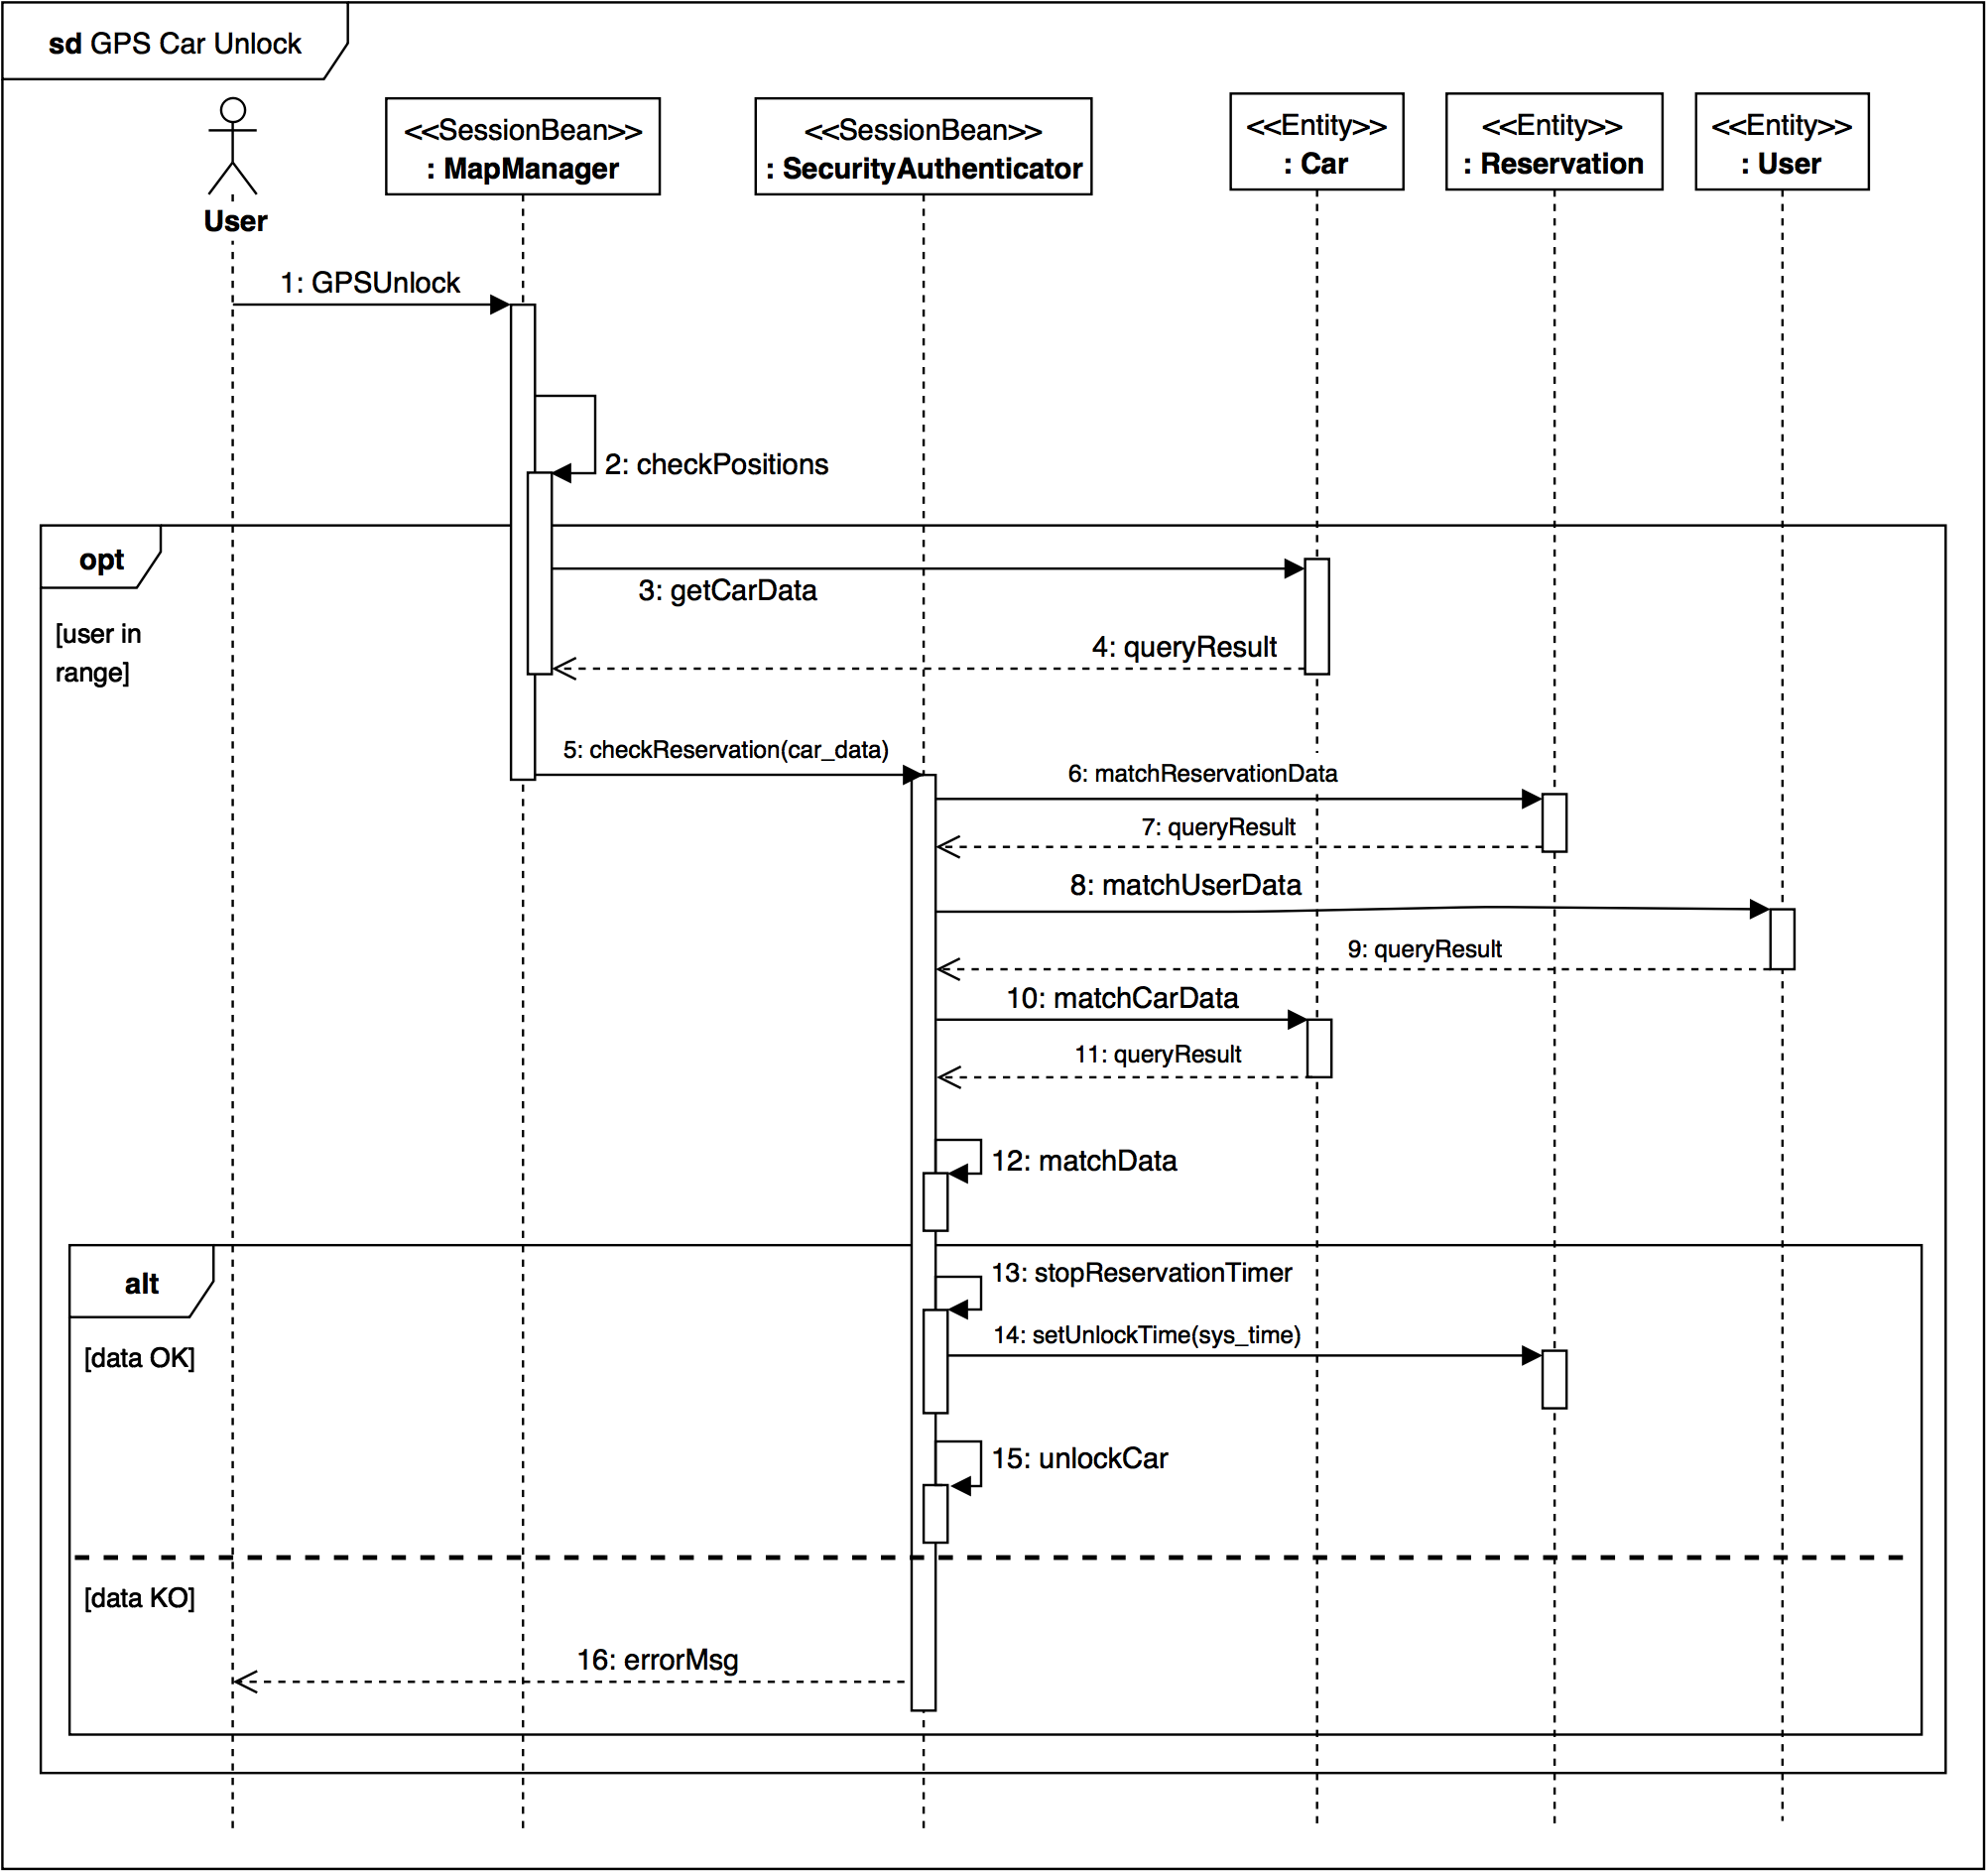 sd GPS Car Unlock
User
<<SessionBean>>
: MapManager
<<SessionBean>>
: SecurityAuthenticator
<<Entity>>
: Car
<<Entity>>
: Reservation
<<Entity>>
: User
1: GPSUnlock
2: checkPositions
opt
[user in
range]
3: getCarData
4: queryResult
5: checkReservation(car_data)
6: matchReservationData
7: queryResult
8: matchUserData
9: queryResult
10: matchCarData
11: queryResult
12: matchData
alt
[data OK]
13: stopReservationTimer
14: setUnlockTime(sys_time)
15: unlockCar
[data KO]
16: errorMsg